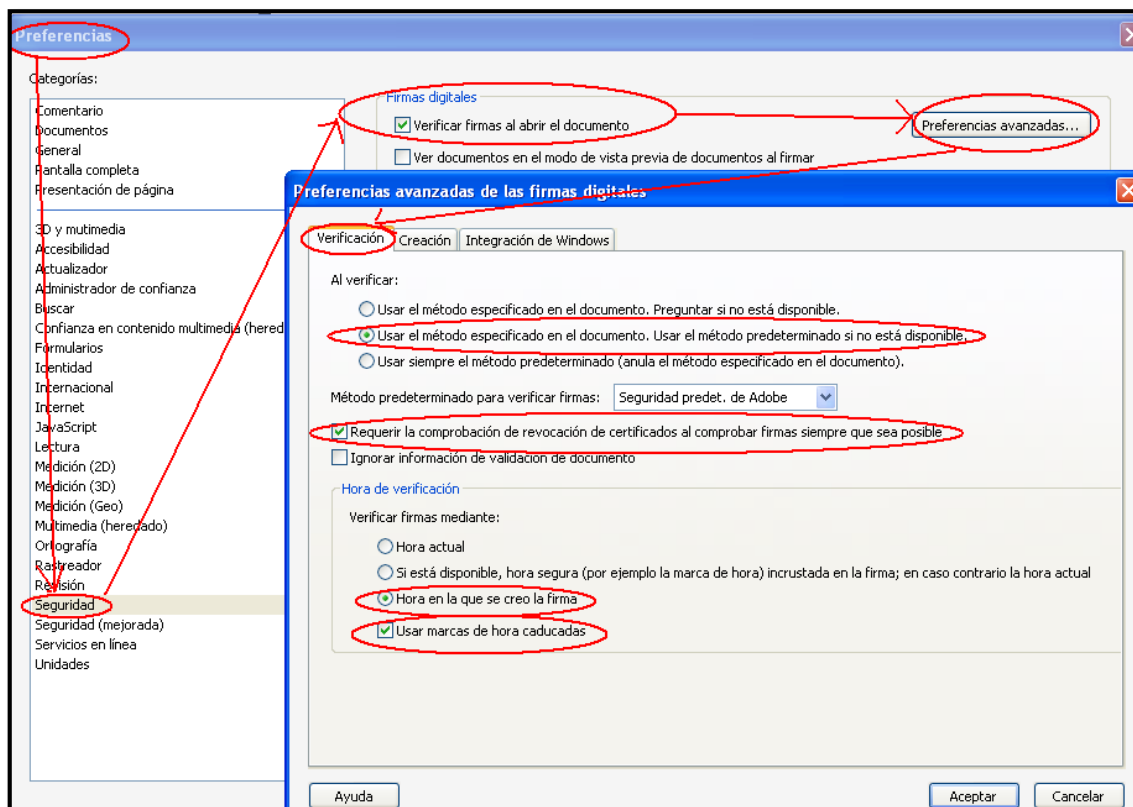 Preferencias
Categorías:
Comentario
Documentos
General
Pantalla completa
Presentación de página
3D y mutimedia
Accesibilidad
Actualizador
Administrador de confianza
Buscar
Confianza en contenido multimedia (hered
Formularios
Identidad
Internacional
Internet
JavaScript
Lectura
Medición (2D)
Medición (3D)
Medición (Geo)
Multimedia (heredado)
Ortografía
Rastreador
Revisión
Seguridad
Seguridad (mejorada)
Servicios en línea
Unidades
Firmas digitales
Verificar firmas al abrir el documento
Preferencias avanzadas...
Ver documentos en el modo de vista previa de documentos al firmar
Preferencias avanzadas de las firmas digitales
Verificación Creación Integración de Windows
Al verificar:
Usar el método especificado en el documento. Preguntar si no está disponible.
Usar el método especificado en el documento. Usar el método predeterminado si no está disponible.
Usar siempre el método predeterminado (anula el método especificado en el documento).
Método predeterminado para verificar firmas: Seguridad predet. de Adobe
Requerir la comprobación de revocación de certificados al comprobar firmas siempre que sea posible
Ignorar información de validación de documento
Hora de verificación
Verificar firmas mediante:
Hora actual
Si está disponible, hora segura (por ejemplo la marca de hora) incrustada en la firma; en caso contrario la hora actual
Hora en la que se creo la firma
Usar marcas de hora caducadas
Ayuda Aceptar Cancelar